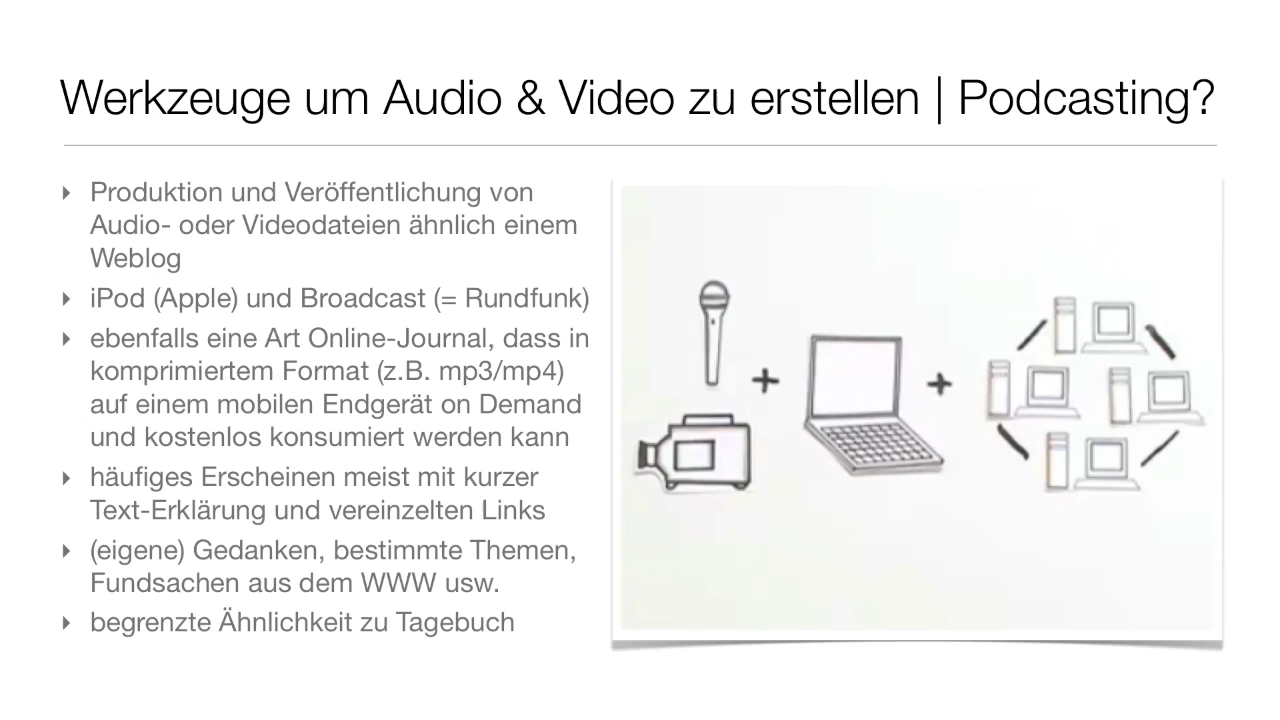 Werkzeuge um Audio & Video zu erstellen | Podcasting?
Produktion und Veröffentlichung von
Audio- oder Videodateien ähnlich einem
Weblog
iPod (Apple) und Broadcast (= Rundfunk)
ebenfalls eine Art Online-Journal, dass in
komprimiertem Format (z.B. mp3/mp4)
auf einem mobilen Endgerät on Demand
und kostenlos konsumiert werden kann
häufiges Erscheinen meist mit kurzer
Text-Erklärung und vereinzelten Links
(eigene) Gedanken, bestimmte Themen,
Fundsachen aus dem WWW usw.
begrenzte Ähnlichkeit zu Tagebuch